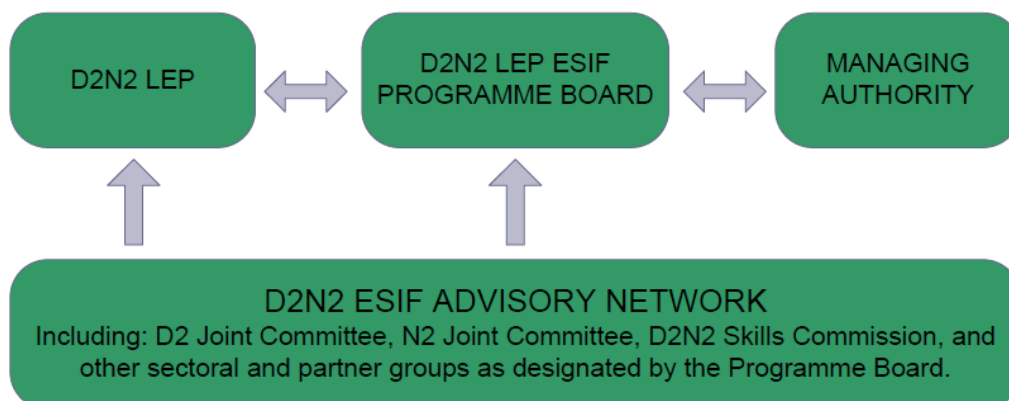 D2N2 LEP
D2N2 LEP ESIF
PROGRAMME BOARD
MANAGING
AUTHORITY
D2N2 ESIF ADVISORY NETWORK
Including: D2 Joint Committee, N2 Joint Committee, D2N2 Skills Commission, and
other sectoral and partner groups as designated by the Programme Board.